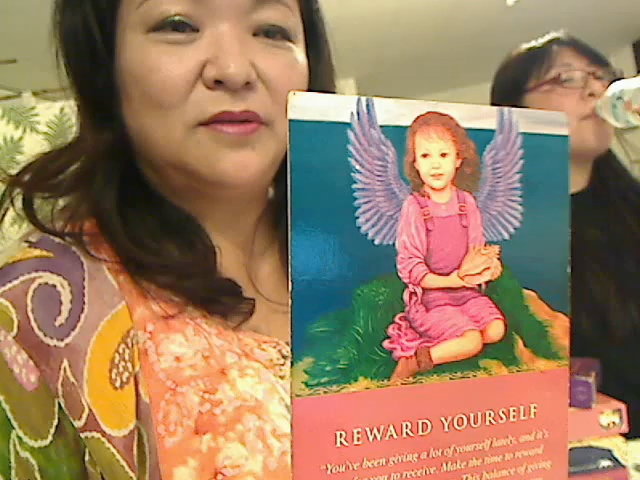 REWARD YOURSELF
"You've been giving a lot of yourself lately, and it's
for you to receive. Make the time to reward
This balance of giving